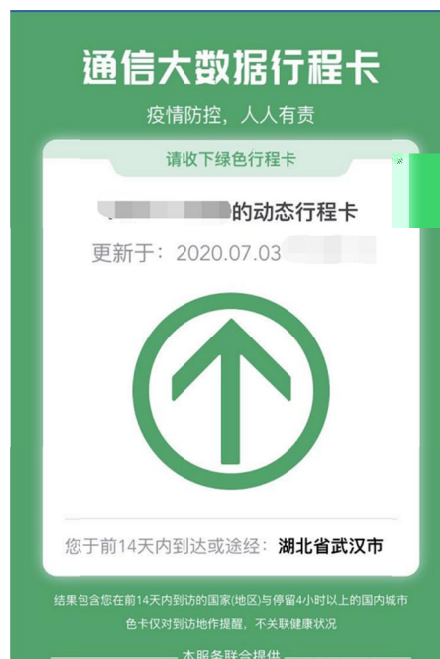 通信大数据行程卡
疫情防控，人人有责
请收下绿色行程卡
的动态行程卡
更新于：2020.07.03
您于前14天内到达或途经：湖北省武汉市
结果包含您在前14天内到访的国家(地区)与停留4小时以上的国内城市
色卡仅对到访地作提醒，不关联健康状况
本服务联合提供